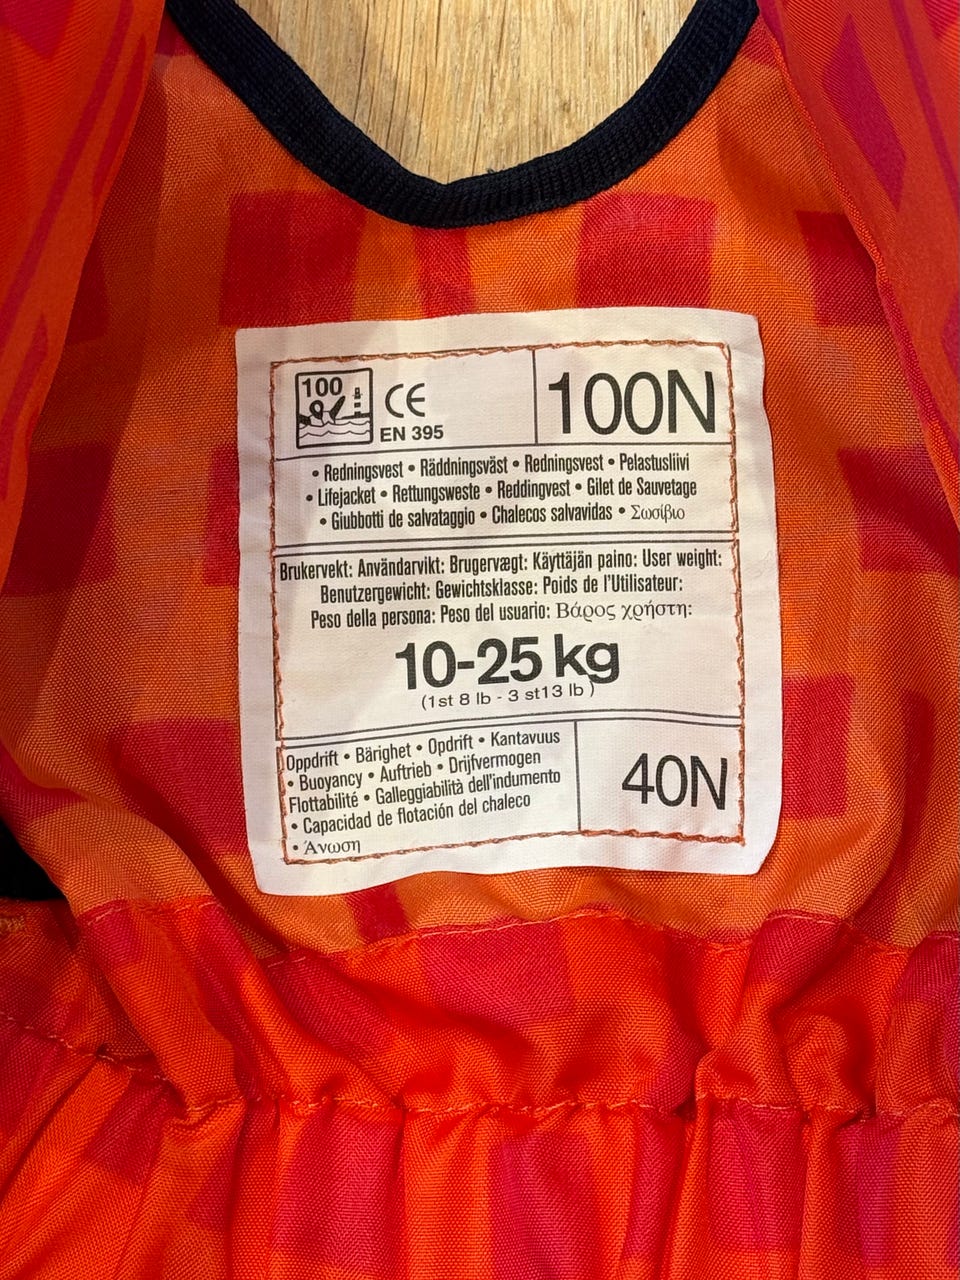 100
CE
EN 395
100N
• Redningsvest • Räddningsväst • Redningsvest • Pelastusliivi
• Lifejacket • Rettungsweste • Reddingvest • Gilet de Sauvetage
• Giubbotti de salvataggio • Chalecos salvavidas • Σωσίβιο
Brukervekt: Användarvikt: Brugervægt: Käyttäjän paino: User weight:
Benutzergewicht: Gewichtsklasse: Poids de l'Utilisateur:
Peso della persona: Peso del usuario: Βάρος χρήστη:
10-25 kg
(1st 8 lb - 3 st13 lb )
Oppdrift • Bärighet • Opdrift • Kantavuus
• Buoyancy • Auftrieb • Drijfvermogen
Flottabilité • Galleggiabilità dell'indumento
• Capacidad de flotación del chaleco
• Άνωση
40N